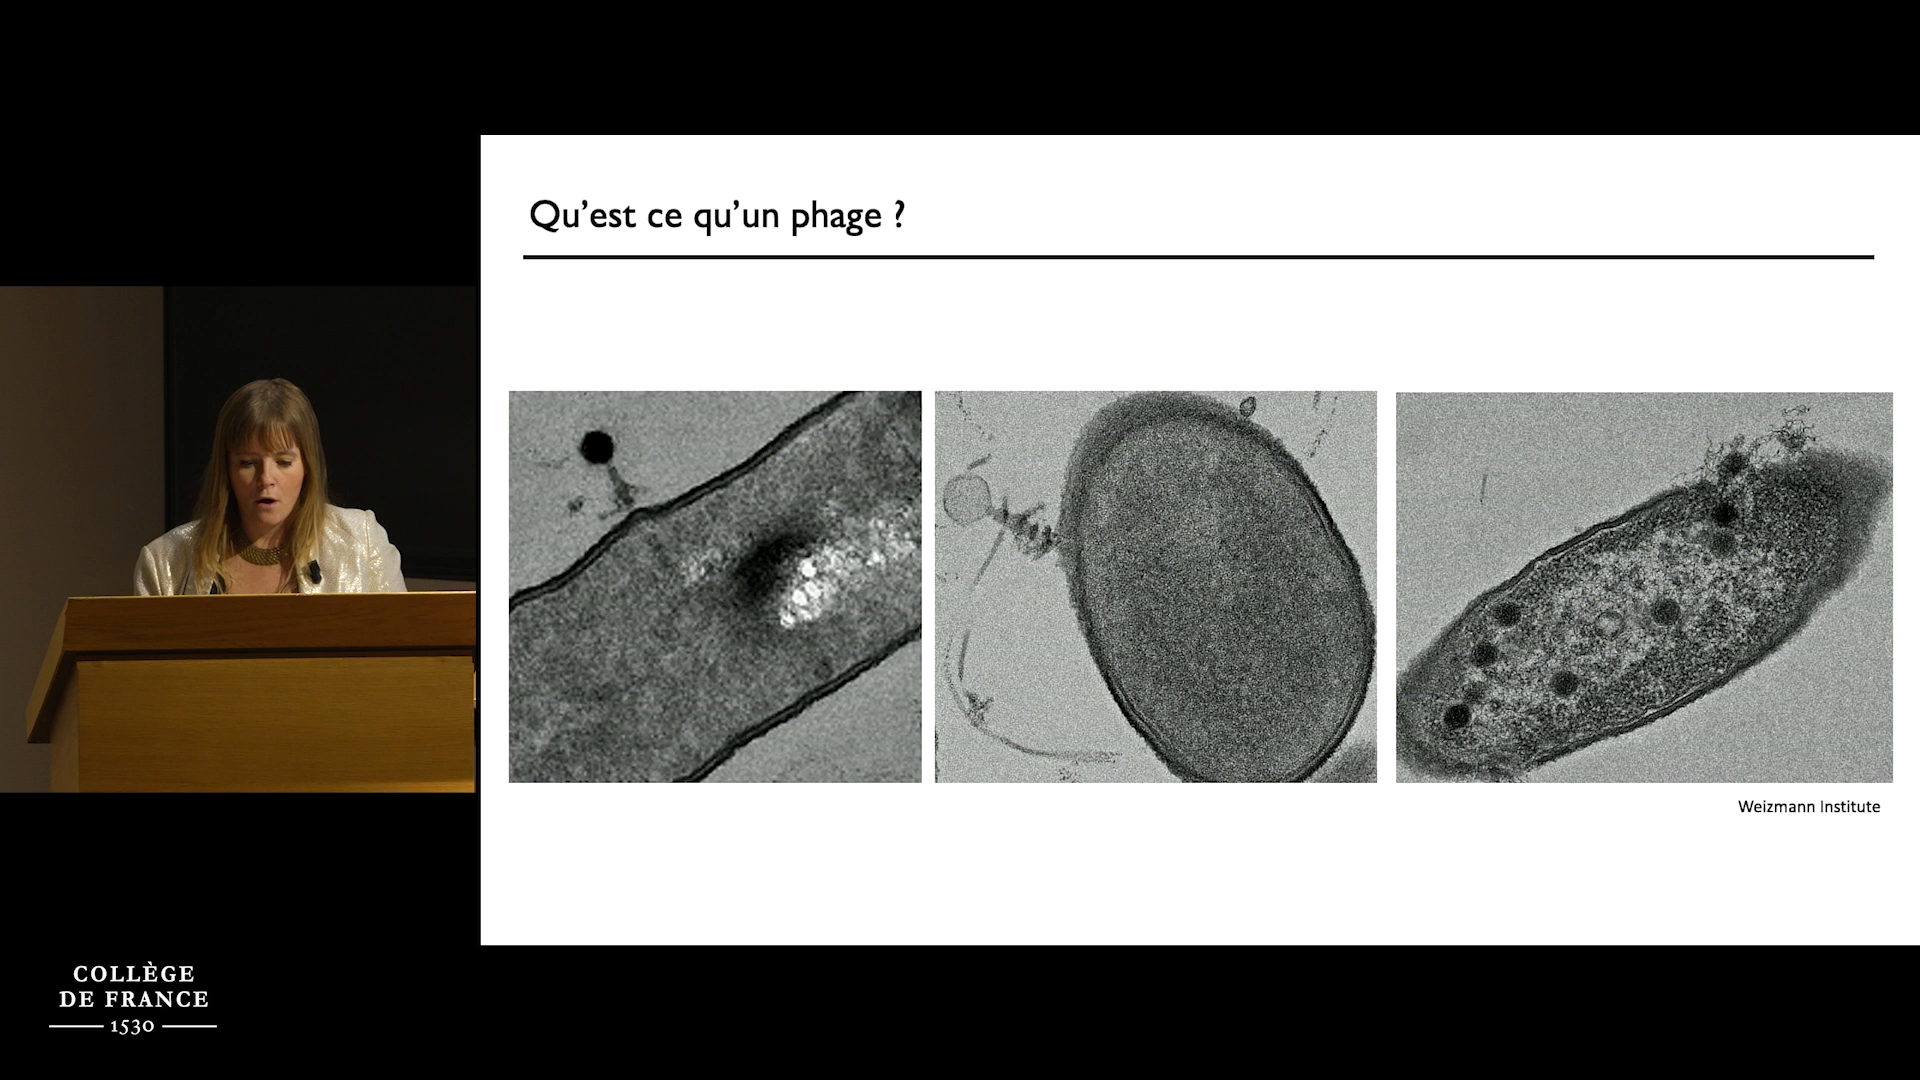 Qu'est ce qu'un phage ?
Weizmann Institute
COLLÈGE
DE FRANCE
1530